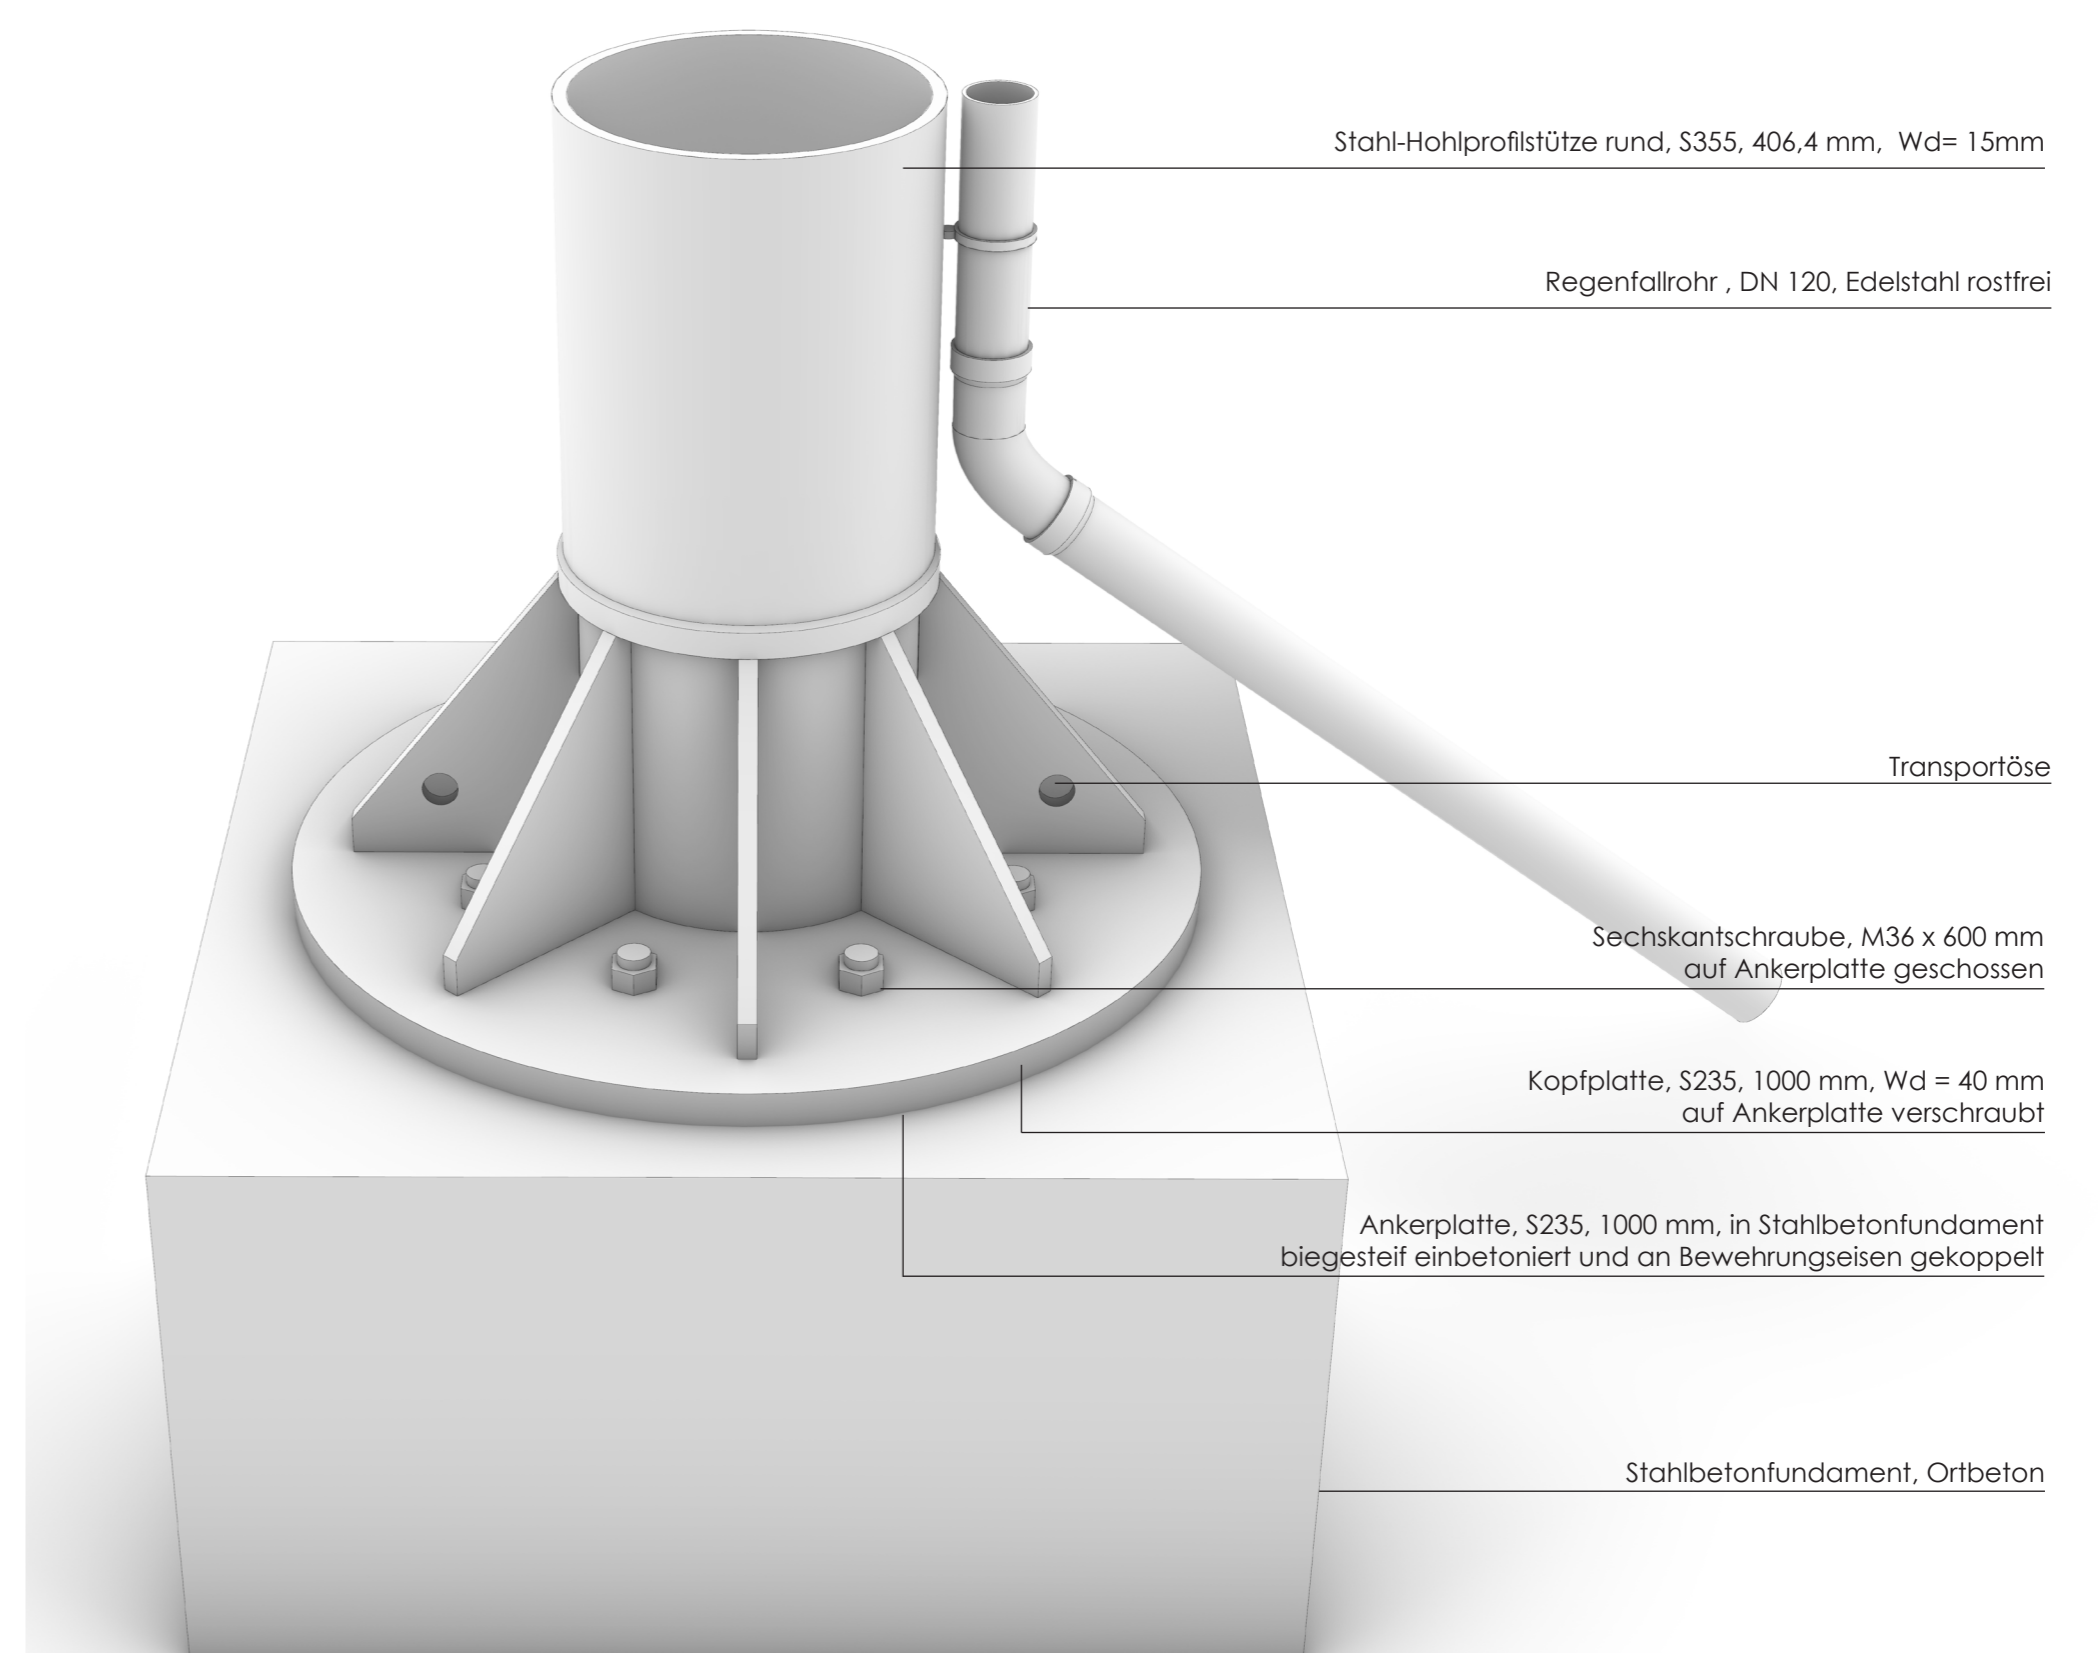 Stahl-Hohlprofilstütze rund, S355, 406,4 mm,  Wd= 15mm
Regenfallrohr , DN 120, Edelstahl rostfrei
Transportöse
Sechskantschraube, M36 x 600 mm
auf Ankerplatte geschossen
Kopfplatte, S235, 1000 mm, Wd = 40 mm
auf Ankerplatte verschraubt
Ankerplatte, S235, 1000 mm, in Stahlbetonfundament
biegesteif einbetoniert und an Bewehrungseisen gekoppelt
Stahlbetonfundament, Ortbeton